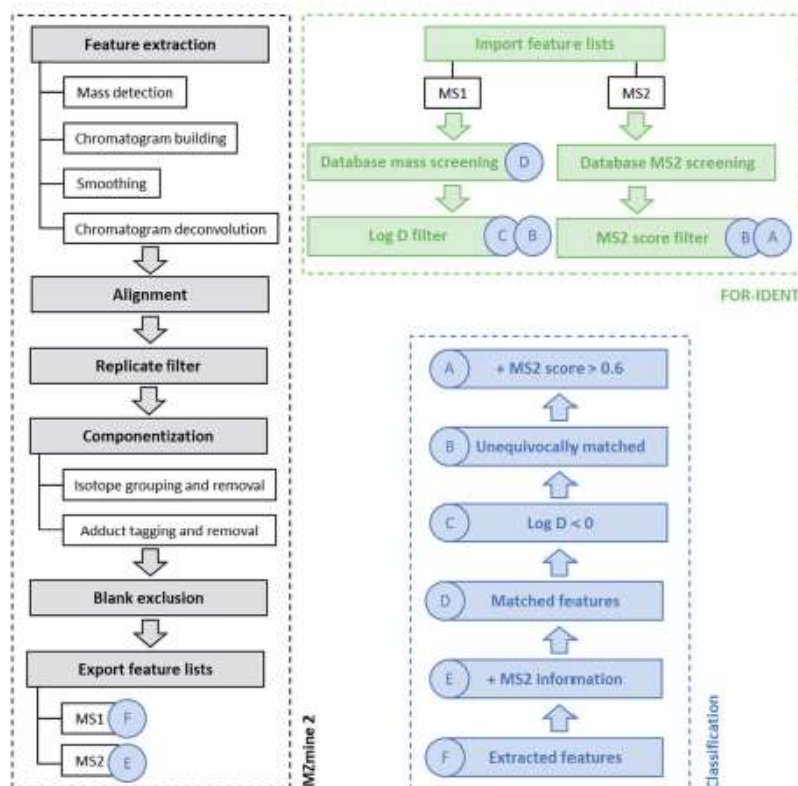 Feature extraction
Mass detection
Chromatogram building
Smoothing
Chromatogram deconvolution
Alignment
Replicate filter
Componentization
Isotope grouping and removal
Adduct tagging and removal
Blank exclusion
Export feature lists
MS1 F
MS2 E
MZmine 2
Import feature lists
MS1 MS2
Database mass screening D Database MS2 screening
Log D filter C B MS2 score filter B A
FOR-IDENT
A + MS2 score > 0.6
B Unequivocally matched
C Log D < 0
D Matched features
E + MS2 information
F Extracted features
Classification